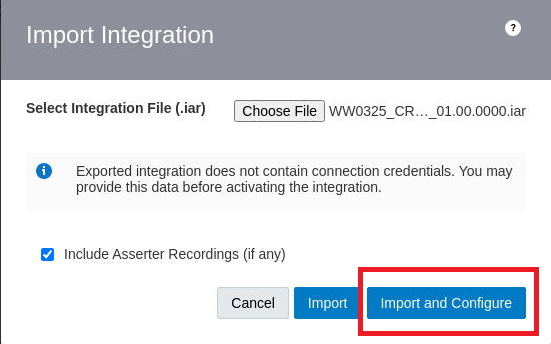 Import Integration
?
Select Integration File (.iar)
Choose File WW0325_CR…_01.00.0000.iar
Exported integration does not contain connection credentials. You may
provide this data before activating the integration.
Include Asserter Recordings (if any)
Cancel
Import
Import and Configure